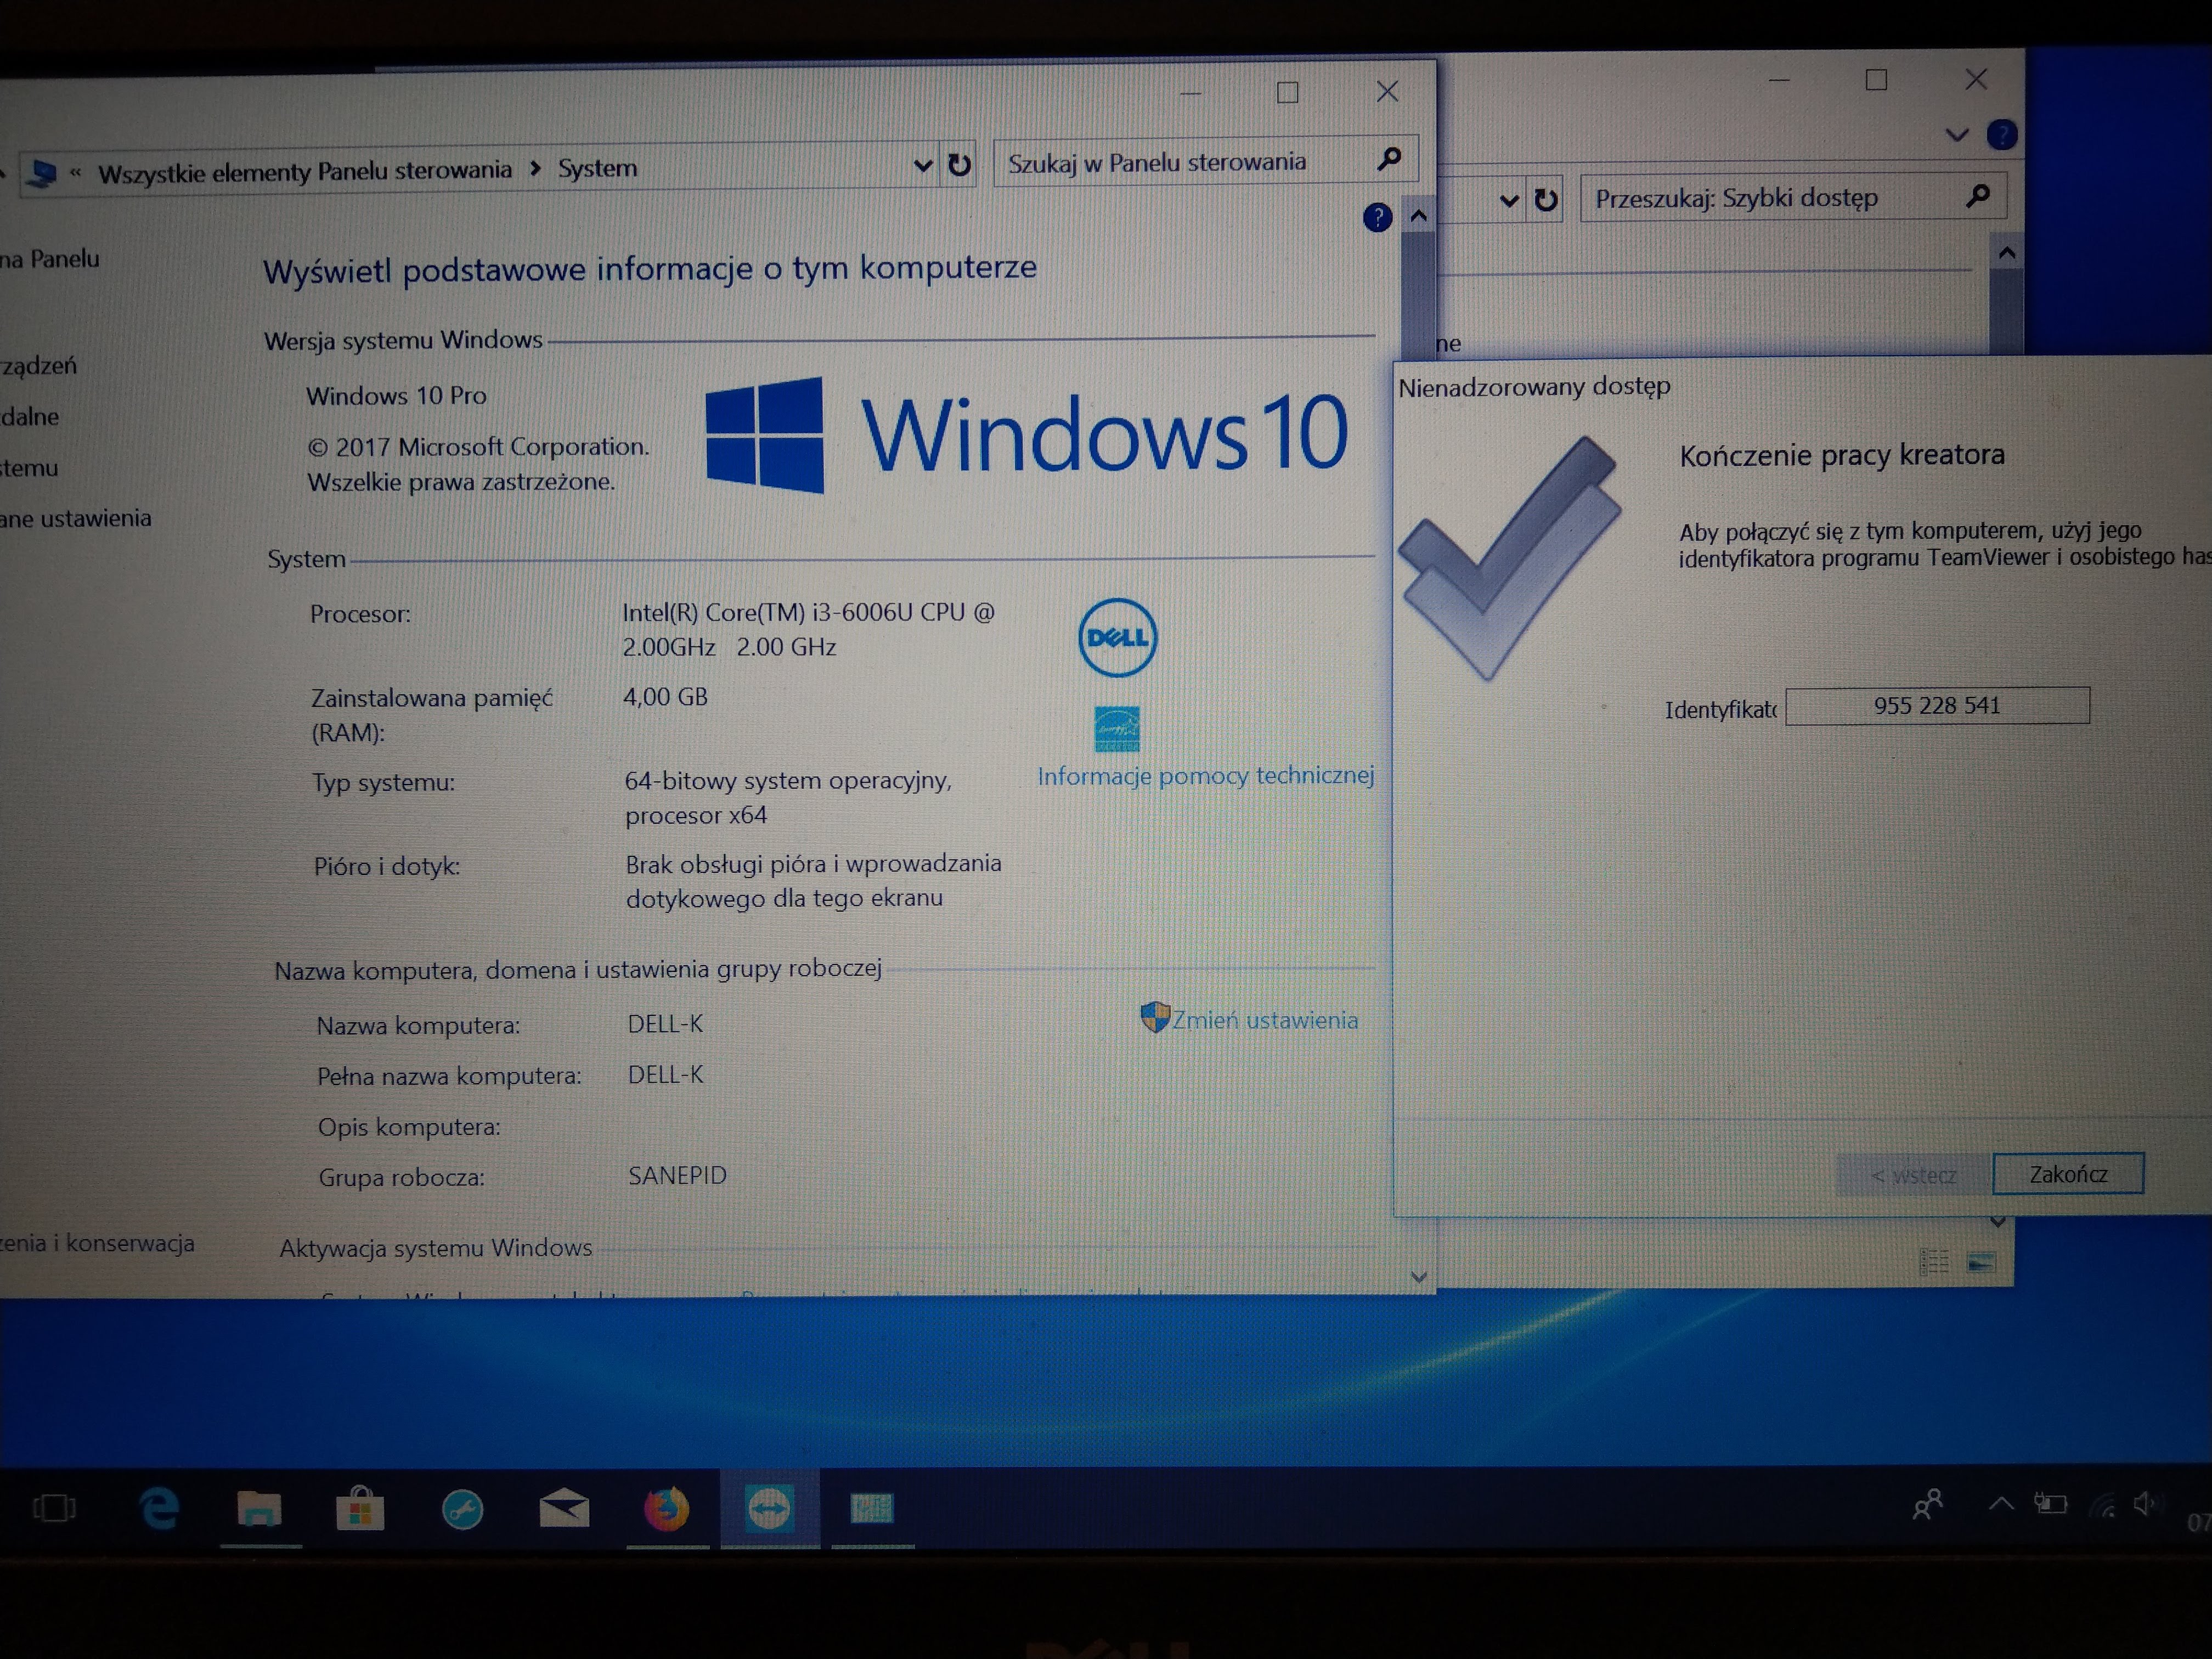 « Wszystkie elementy Panelu sterowania > System
Szukaj w Panelu sterowania
Przeszukaj: Szybki dostęp
na Panelu
ządzeń
dalne
stemu
ane ustawienia
enia i konserwacja
Wyświetl podstawowe informacje o tym komputerze
Wersja systemu Windows
Windows 10 Pro
© 2017 Microsoft Corporation.
Wszelkie prawa zastrzeżone.
Windows 10
System
Procesor:
Intel(R) Core(TM) i3-6006U CPU @
2.00GHz 2.00 GHz
Zainstalowana pamięć
(RAM):
4,00 GB
Typ systemu:
64-bitowy system operacyjny,
procesor x64
Pióro i dotyk:
Brak obsługi pióra i wprowadzania
dotykowego dla tego ekranu
DELL
Informacje pomocy technicznej
Nazwa komputera, domena i ustawienia grupy roboczej
Nazwa komputera:
DELL-K
Zmień ustawienia
Pełna nazwa komputera:
DELL-K
Opis komputera:
Grupa robocza:
SANEPID
Aktywacja systemu Windows
ne
Nienadzorowany dostęp
Kończenie pracy kreatora
Aby połączyć się z tym komputerem, użyj jego
identyfikatora programu TeamViewer i osobistego has
Identyfikato
955 228 541
< wstecz
Zakończ
07